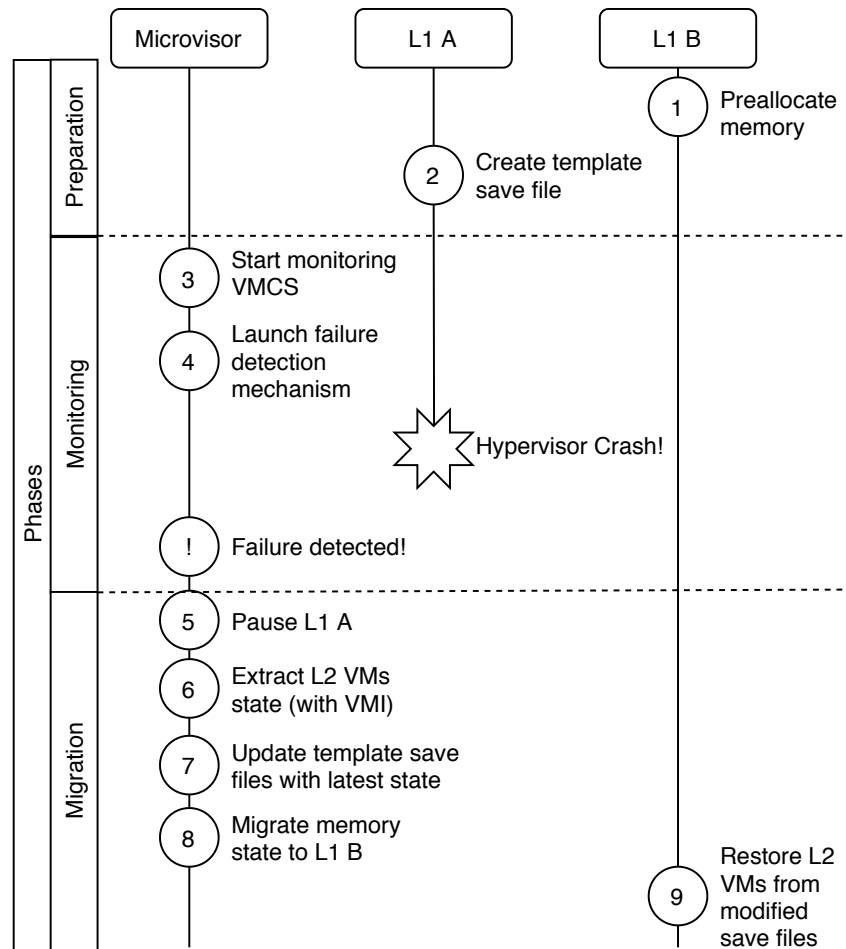 Microvisor
L1 A
L1 B
Phases
Preparation
1
Preallocate
memory
2
Create template
save file
Monitoring
3
Start monitoring
VMCS
4
Launch failure
detection
mechanism
Hypervisor Crash!
!
Failure detected!
Migration
5
Pause L1 A
6
Extract L2 VMs
state (with VMI)
7
Update template save
files with latest state
8
Migrate memory
state to L1 B
9
Restore L2
VMs from
modified
save files